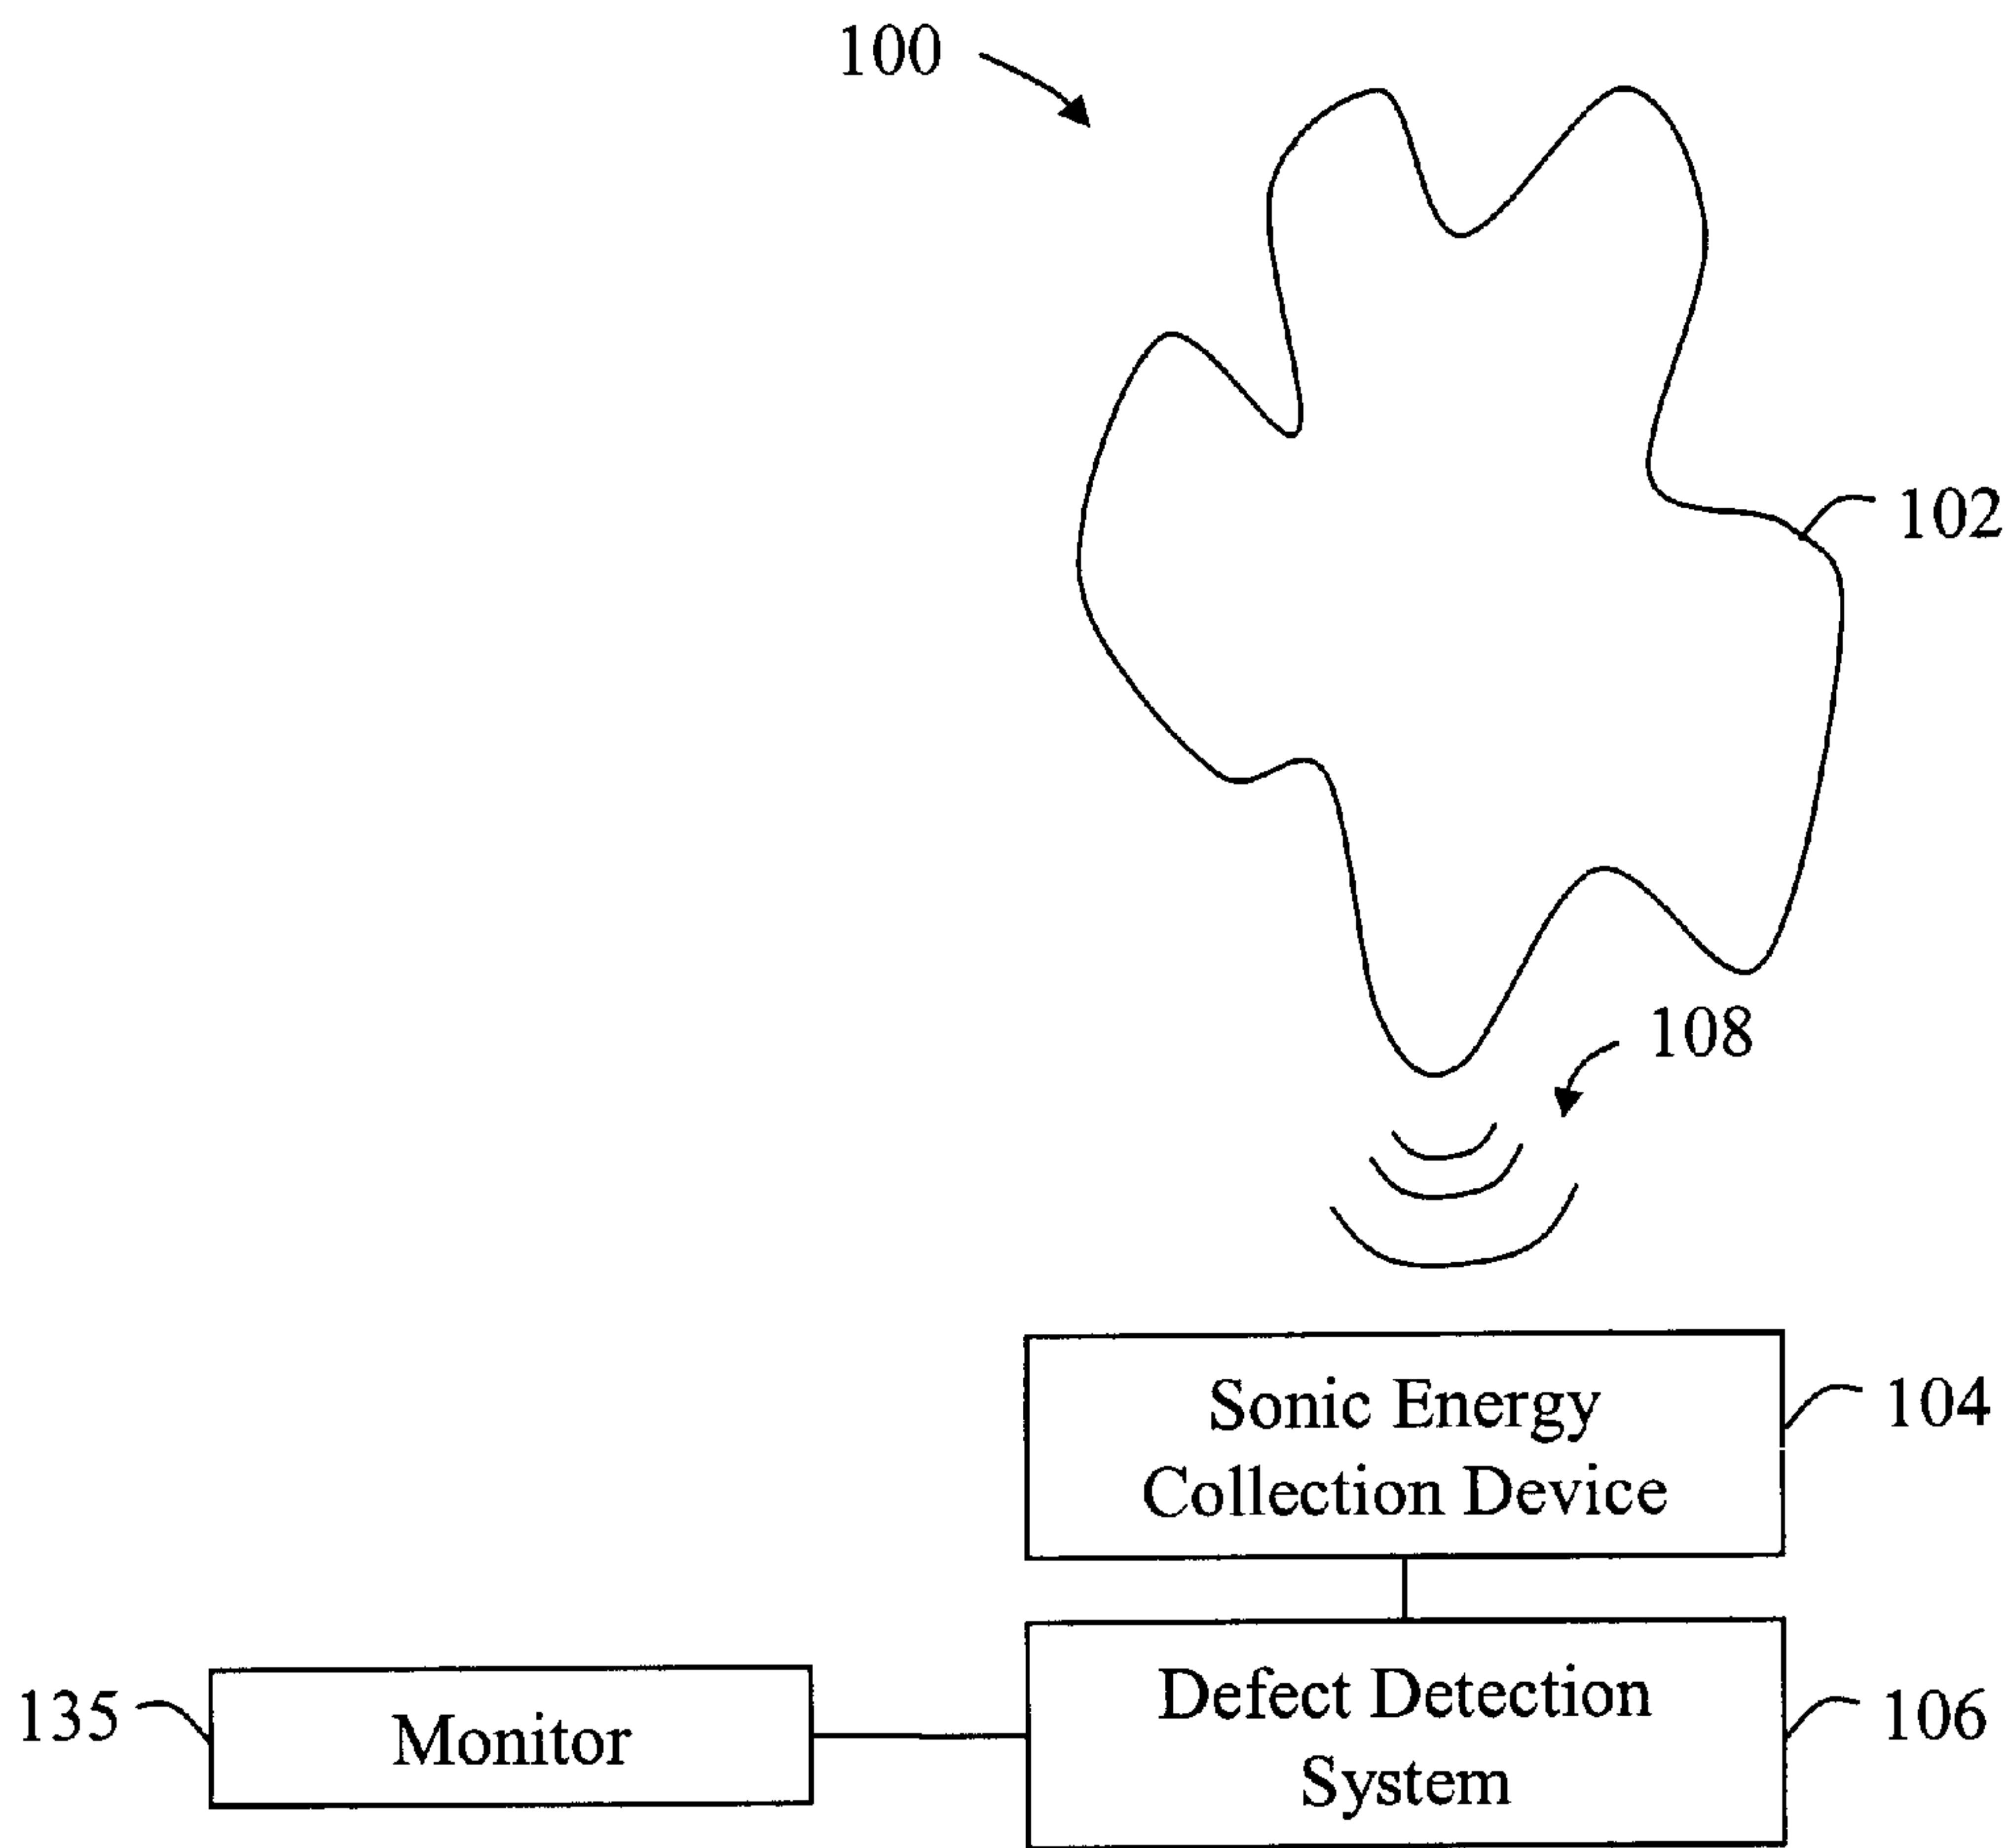 100
102
108
Sonic Energy
Collection Device
104
Defect Detection
System
106
135
Monitor